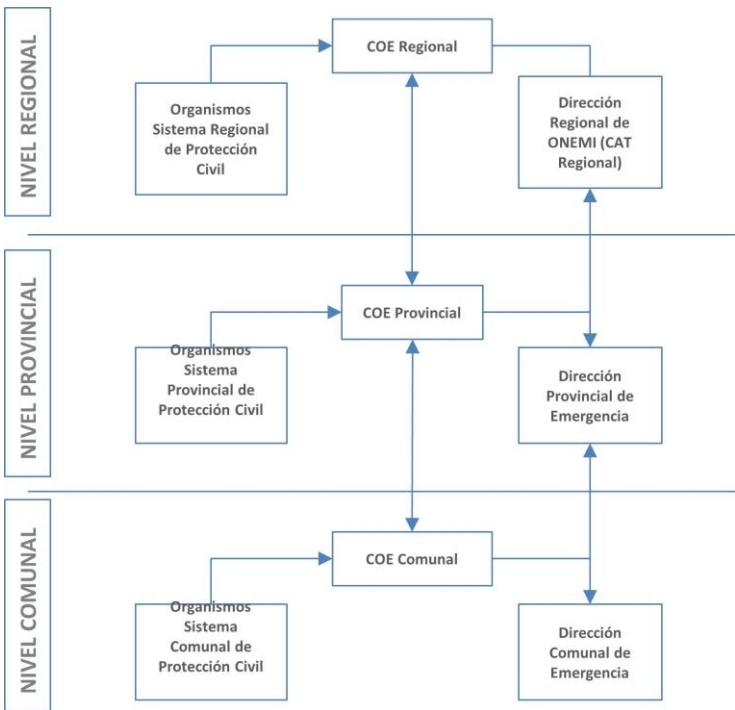 NIVEL REGIONAL
COE Regional
Organismos
Sistema Regional
de Protección
Civil
Dirección
Regional de
ONEMI (CAT
Regional)
NIVEL PROVINCIAL
COE Provincial
Organismos
Sistema
Provincial de
Protección Civil
Dirección
Provincial de
Emergencia
NIVEL COMUNAL
COE Comunal
Organismos
Sistema
Comunal de
Protección Civil
Dirección
Comunal de
Emergencia